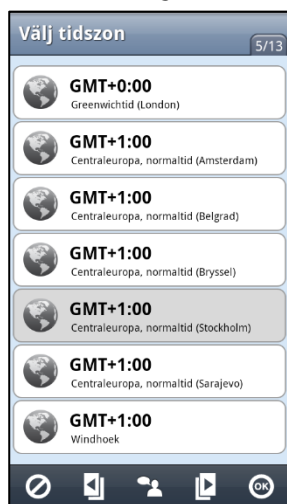 Välj tidszon
5/13
GMT+0:00
Greenwichtid (London)
GMT+1:00
Centraleuropa, normaltid (Amsterdam)
GMT+1:00
Centraleuropa, normaltid (Belgrad)
GMT+1:00
Centraleuropa, normaltid (Bryssel)
GMT+1:00
Centraleuropa, normaltid (Stockholm)
GMT+1:00
Centraleuropa, normaltid (Sarajevo)
GMT+1:00
Windhoek
OK